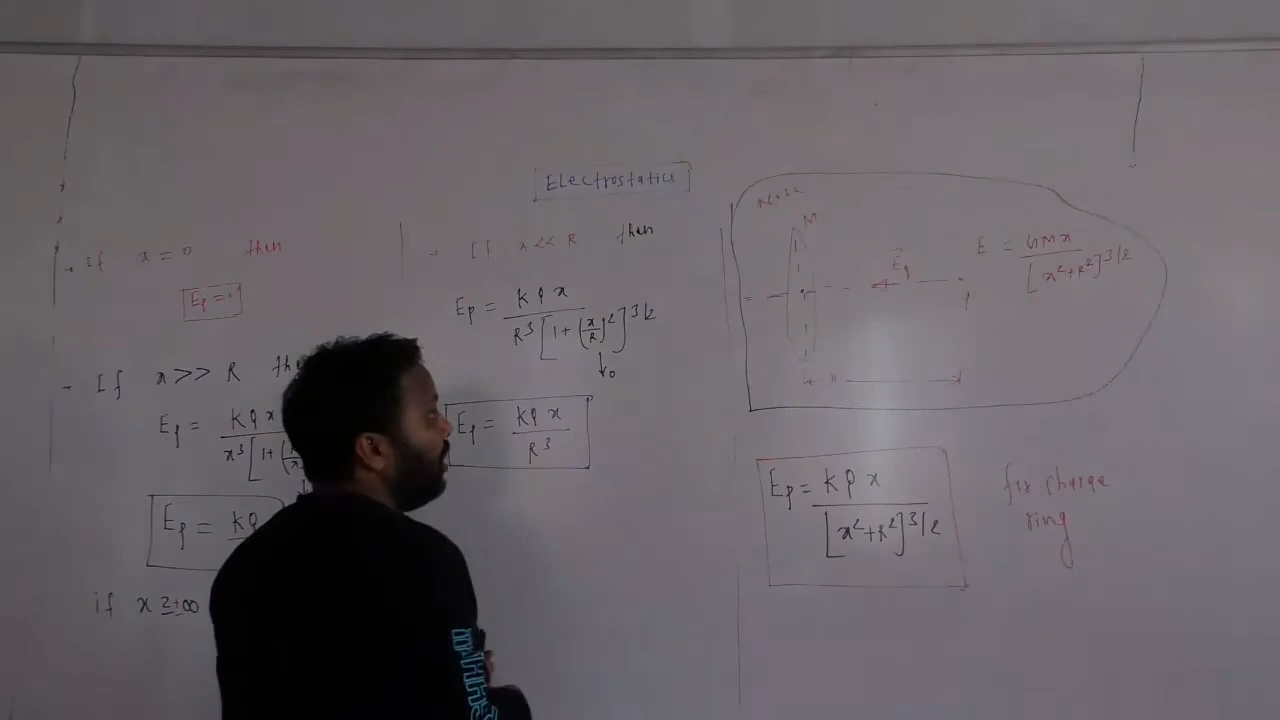 Electrostatics
→ If x = 0 then
Ep = 0
- If x >> R then
Ep = KQx
x³[1+(
Ep = KQ
if x = ±∞
- If x << R then
Ep = KQx / R³[1+(x/R)²]^3/2
↓0
Ep = KQx / R³
M
E = GMx / [x²+R²]^3/2
P
x
Ep = KQx / [x²+R²]^3/2
for charge
ring